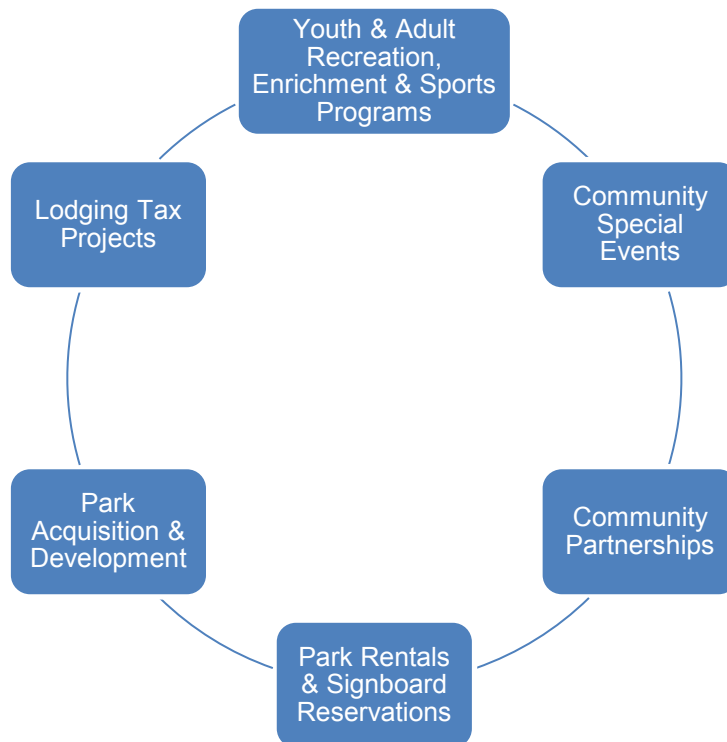 Youth & Adult
Recreation,
Enrichment & Sports
Programs
Community
Special
Events
Community
Partnerships
Park Rentals
& Signboard
Reservations
Park
Acquisition &
Development
Lodging Tax
Projects